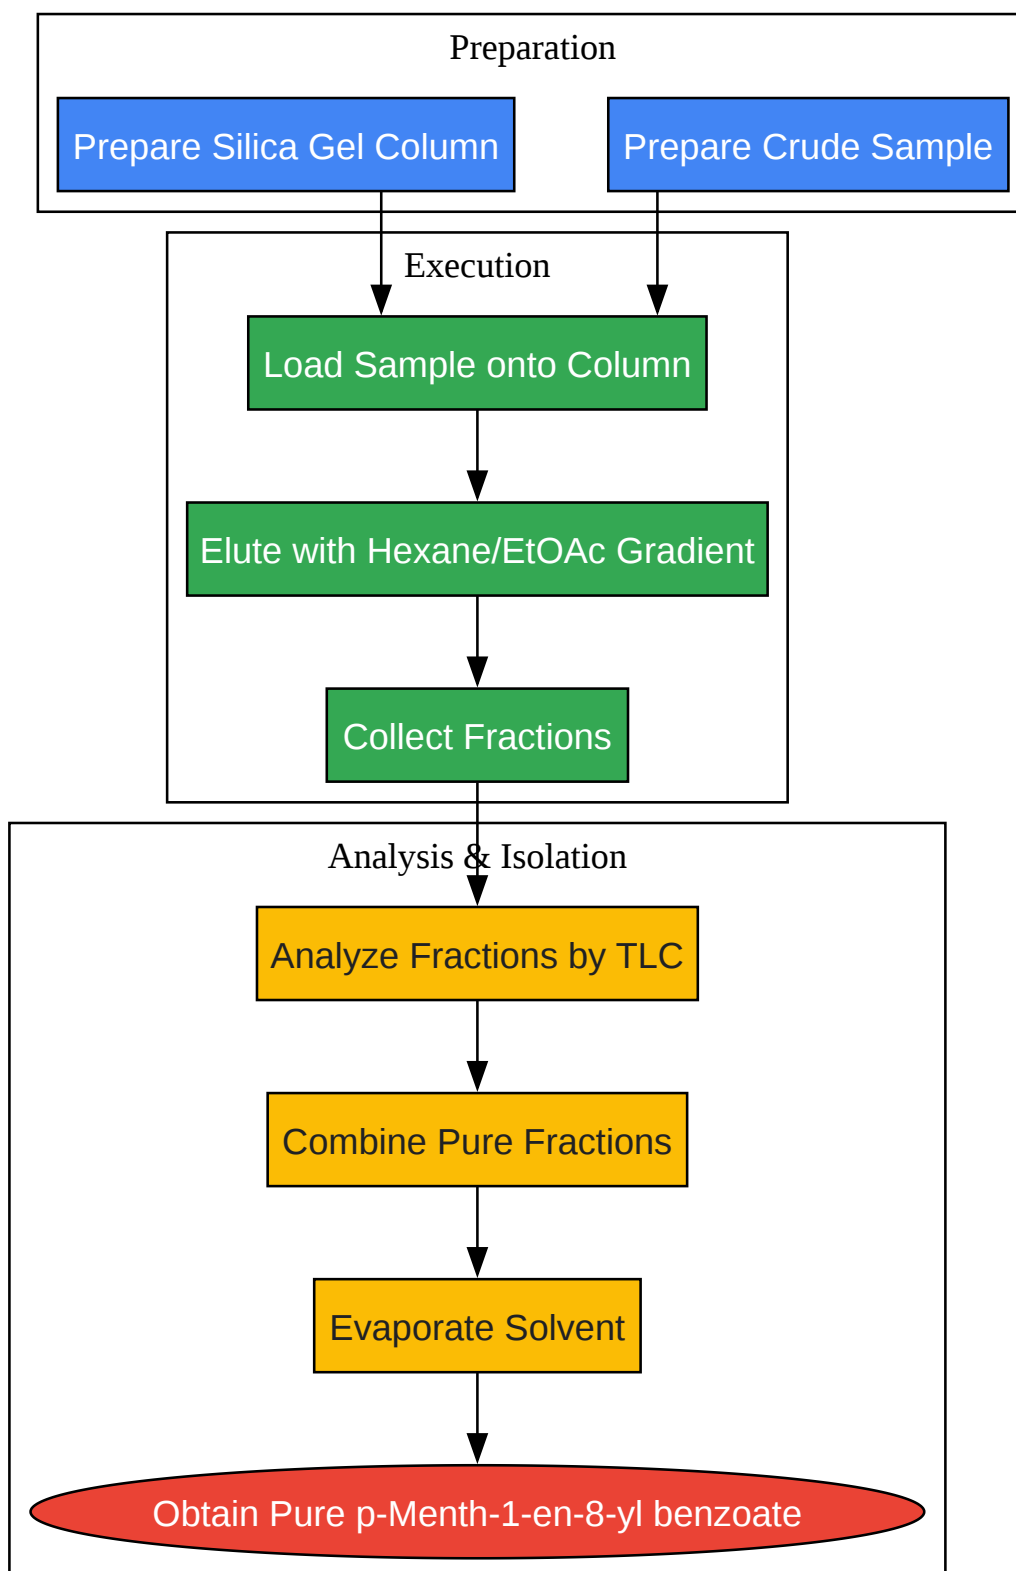 Preparation
Prepare Silica Gel Column
Prepare Crude Sample
Execution
Load Sample onto Column
Elute with Hexane/EtOAc Gradient
Collect Fractions
Analysis & Isolation
Analyze Fractions by TLC
Combine Pure Fractions
Evaporate Solvent
Obtain Pure p-Menth-1-en-8-yl benzoate